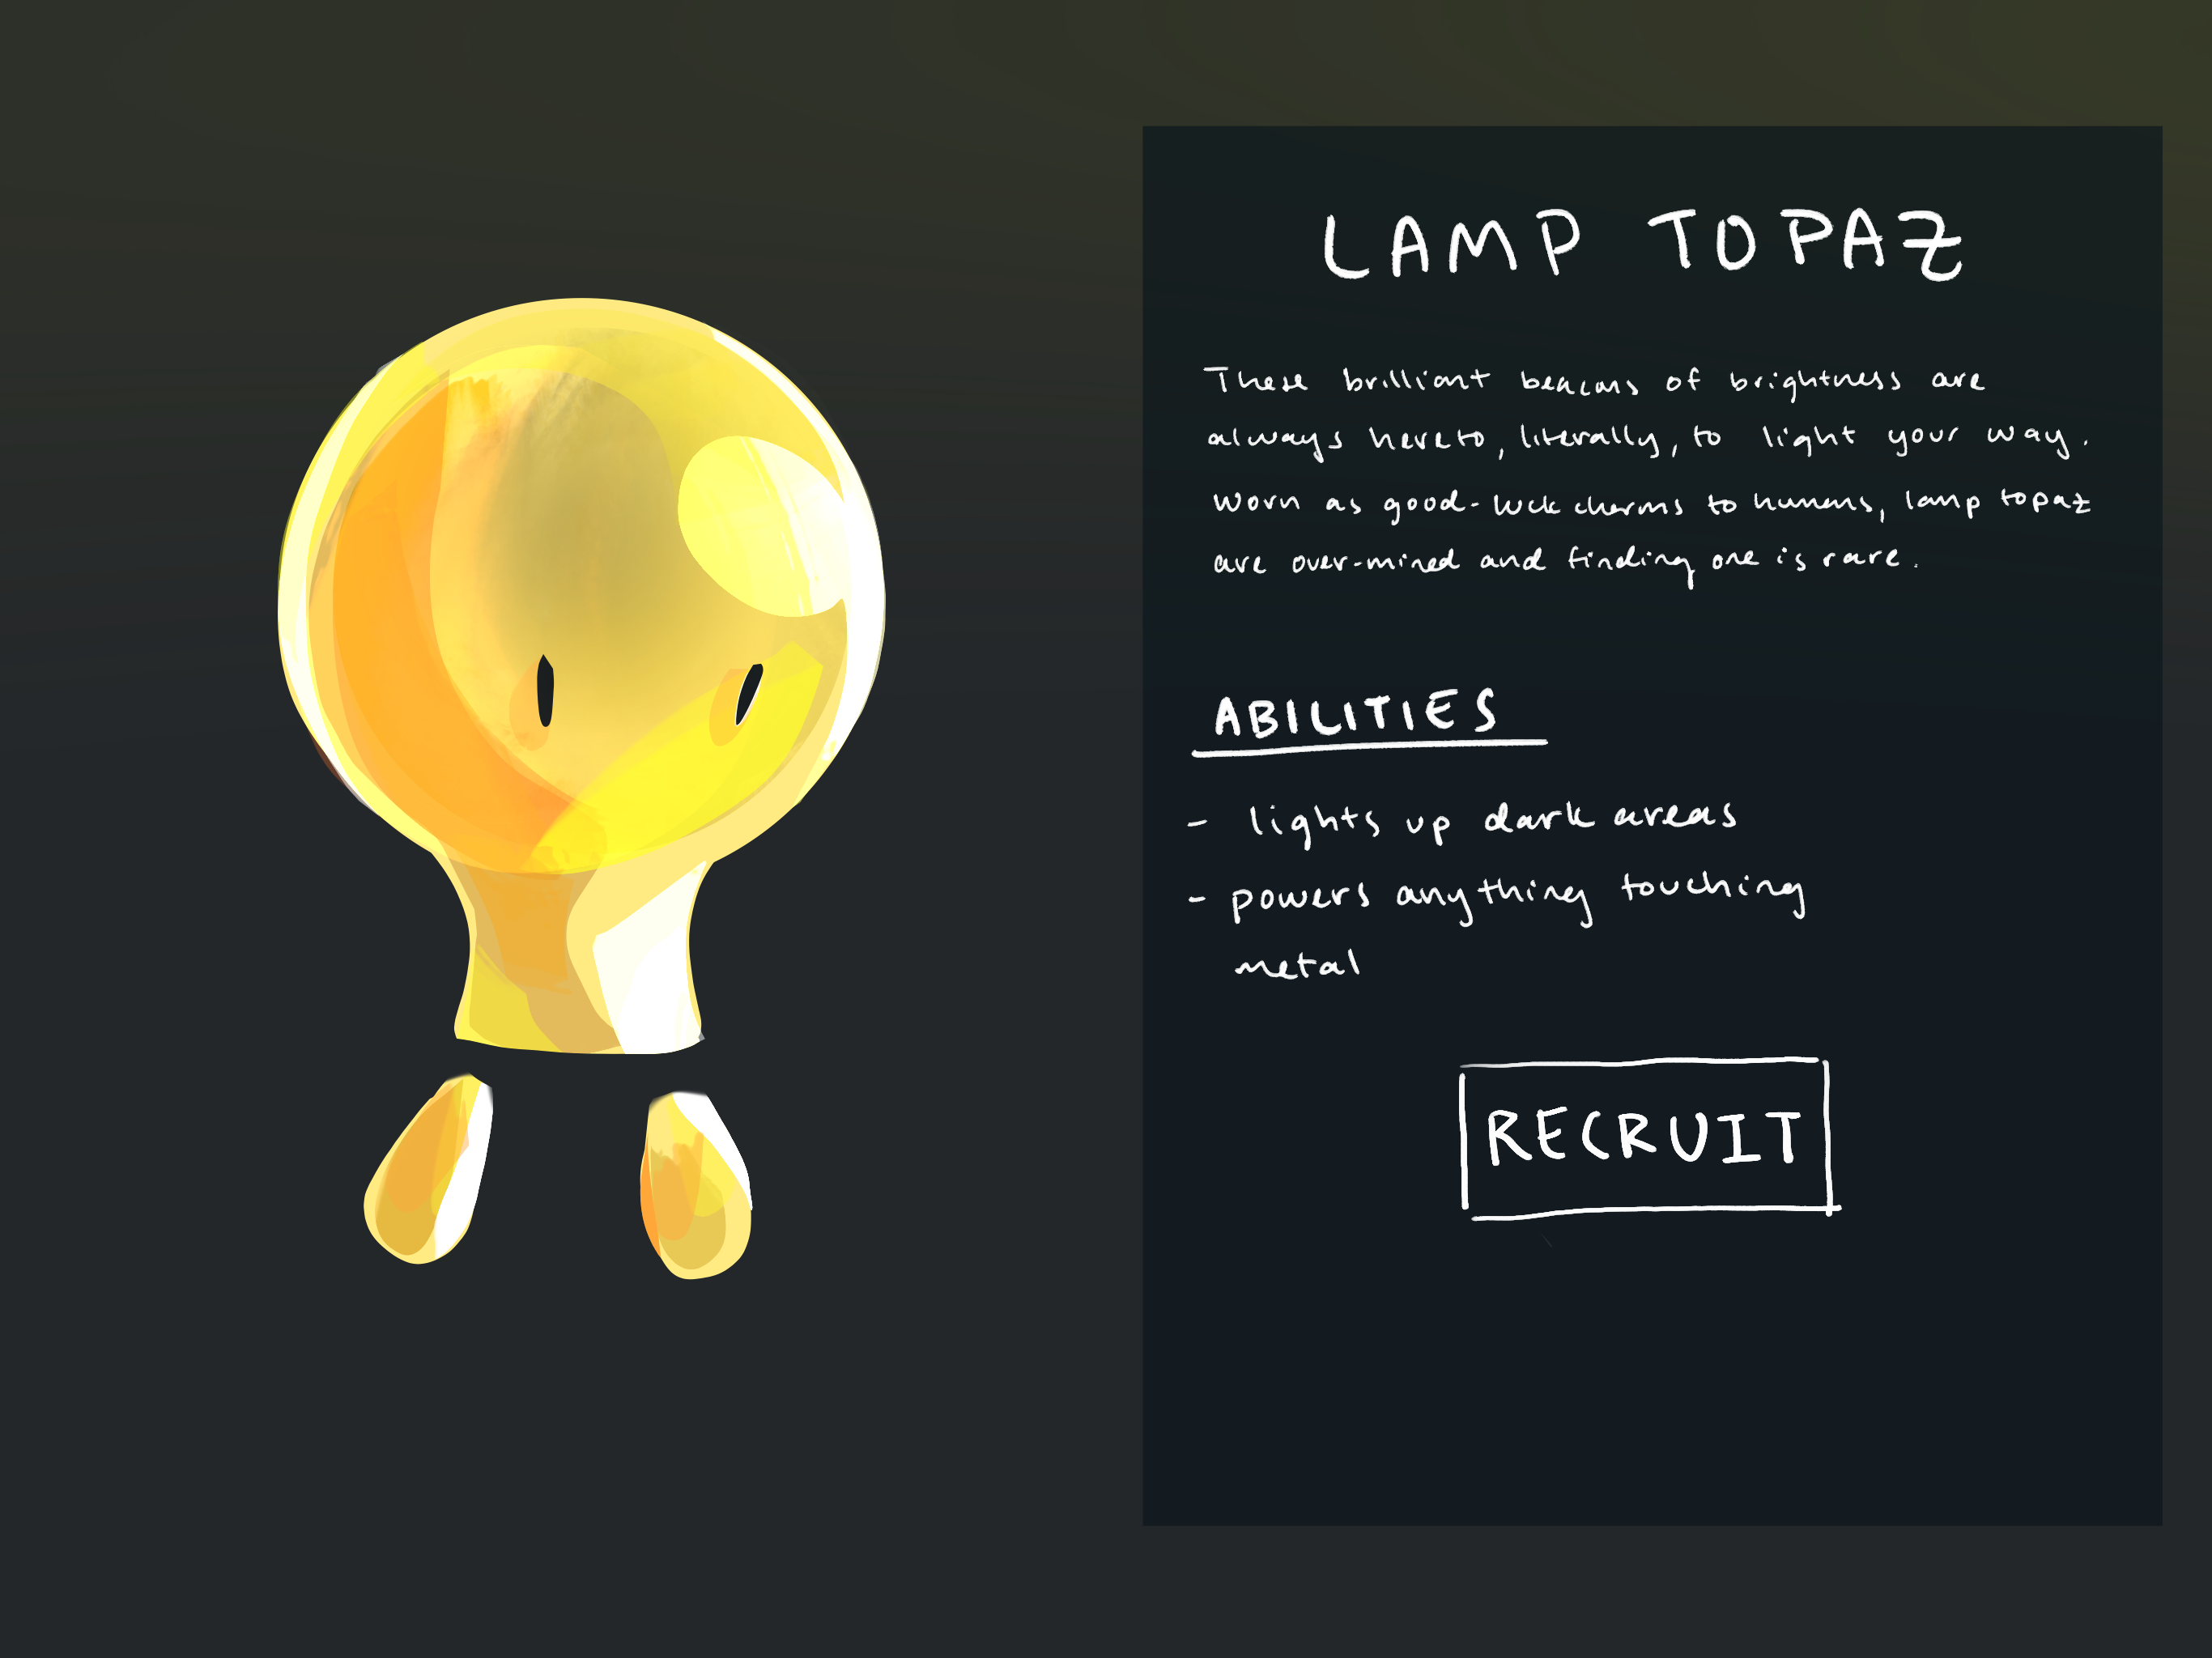 LAMP TOPAZ
These brilliant beacons of brightness are
always here to, literally, to light your way.
Worn as good-luck charms to humans, lamp topaz
are over-mined and finding one is rare.
ABILITIES
- lights up dark areas
- powers anything touching
metal
RECRUIT